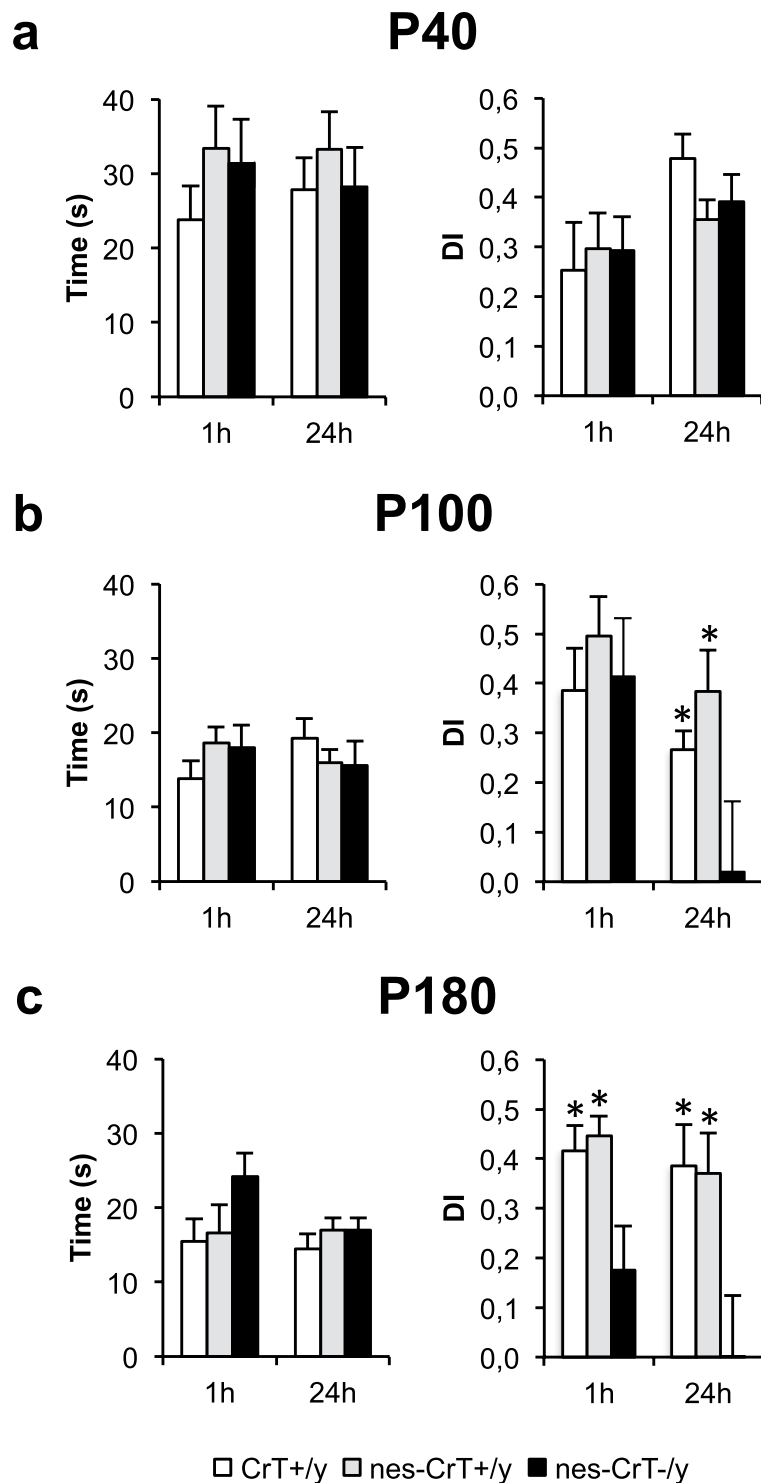 a P40
40 0,6
0,5
30 0,4
Time (s) 20 DI 0,3
0,2
10 0,1
0 0,0
1h 24h 1h 24h
b P100
40 0,6
0,5 *
30 0,4 *
Time (s) 20 DI 0,3
0,2
10 0,1
0 0,0
1h 24h 1h 24h
c P180
40 0,6
0,5 * * * *
30 0,4
Time (s) 20 DI 0,3
0,2
10 0,1
0 0,0
1h 24h 1h 24h
CrT+/y nes-CrT+/y nes-CrT-/y